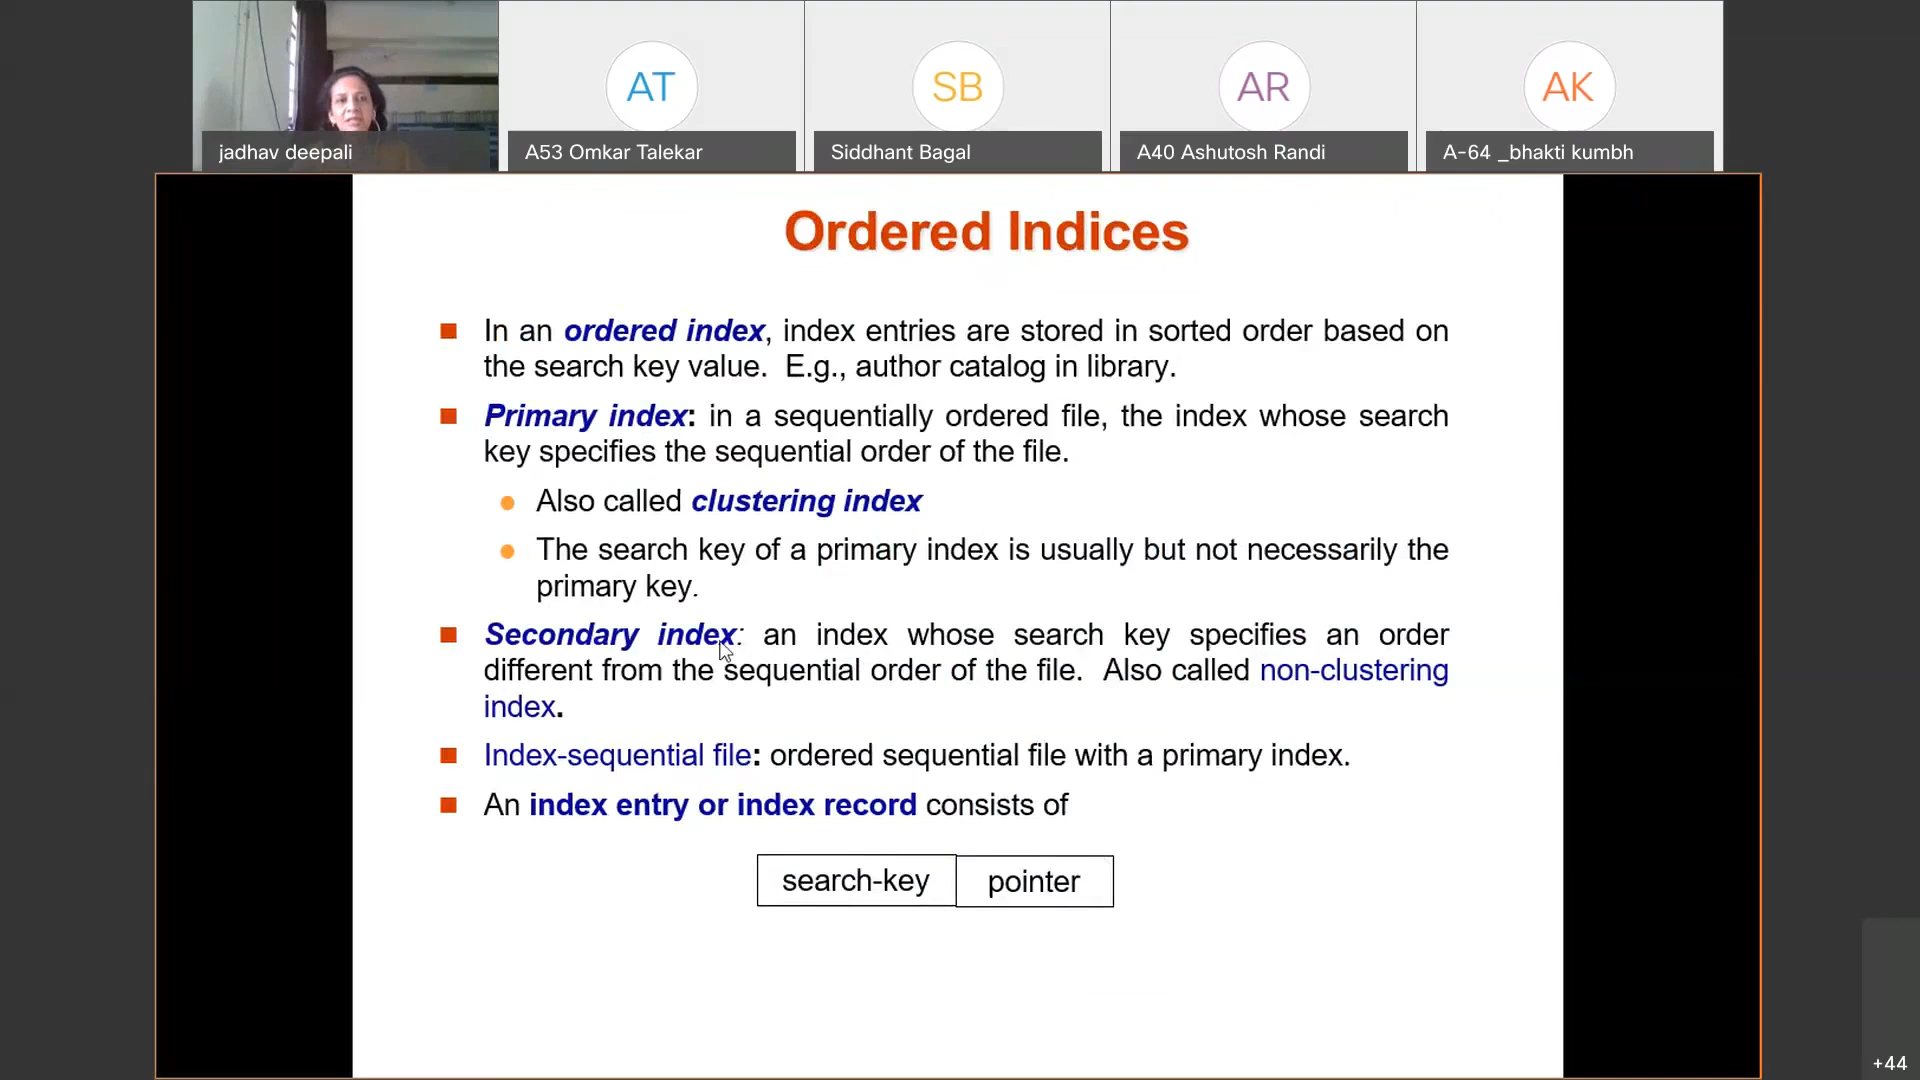 AT
SB
AR
AK
jadhav deepali
A53 Omkar Talekar
Siddhant Bagal
A40 Ashutosh Randi
A-64 _bhakti kumbh
Ordered Indices
In an ordered index, index entries are stored in sorted order based on
the search key value. E.g., author catalog in library.
Primary index: in a sequentially ordered file, the index whose search
key specifies the sequential order of the file.
Also called clustering index
The search key of a primary index is usually but not necessarily the
primary key.
Secondary index: an index whose search key specifies an order
different from the sequential order of the file. Also called non-clustering
index.
Index-sequential file: ordered sequential file with a primary index.
An index entry or index record consists of
search-key pointer
+44